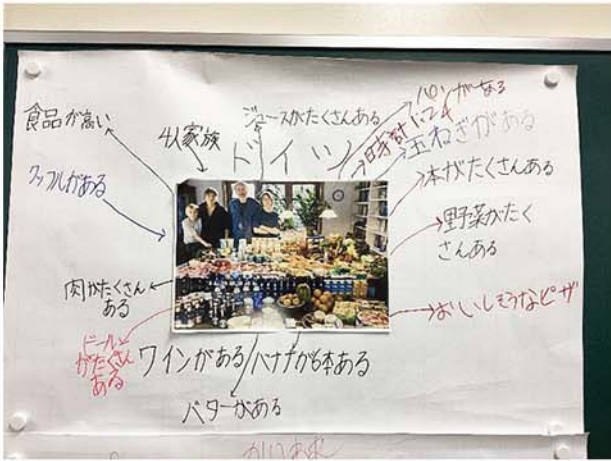 パンがある
ジュースがたくさんある
時計
食品が高い
4人家族
ドイツ
玉ねぎがある
ワッフルがある
本がたくさんある
野菜がたく
さんある
肉がたくさん
ある
おいしそうなピザ
がたくさん
ある
ワインがある
バナナが6本ある
バターがある